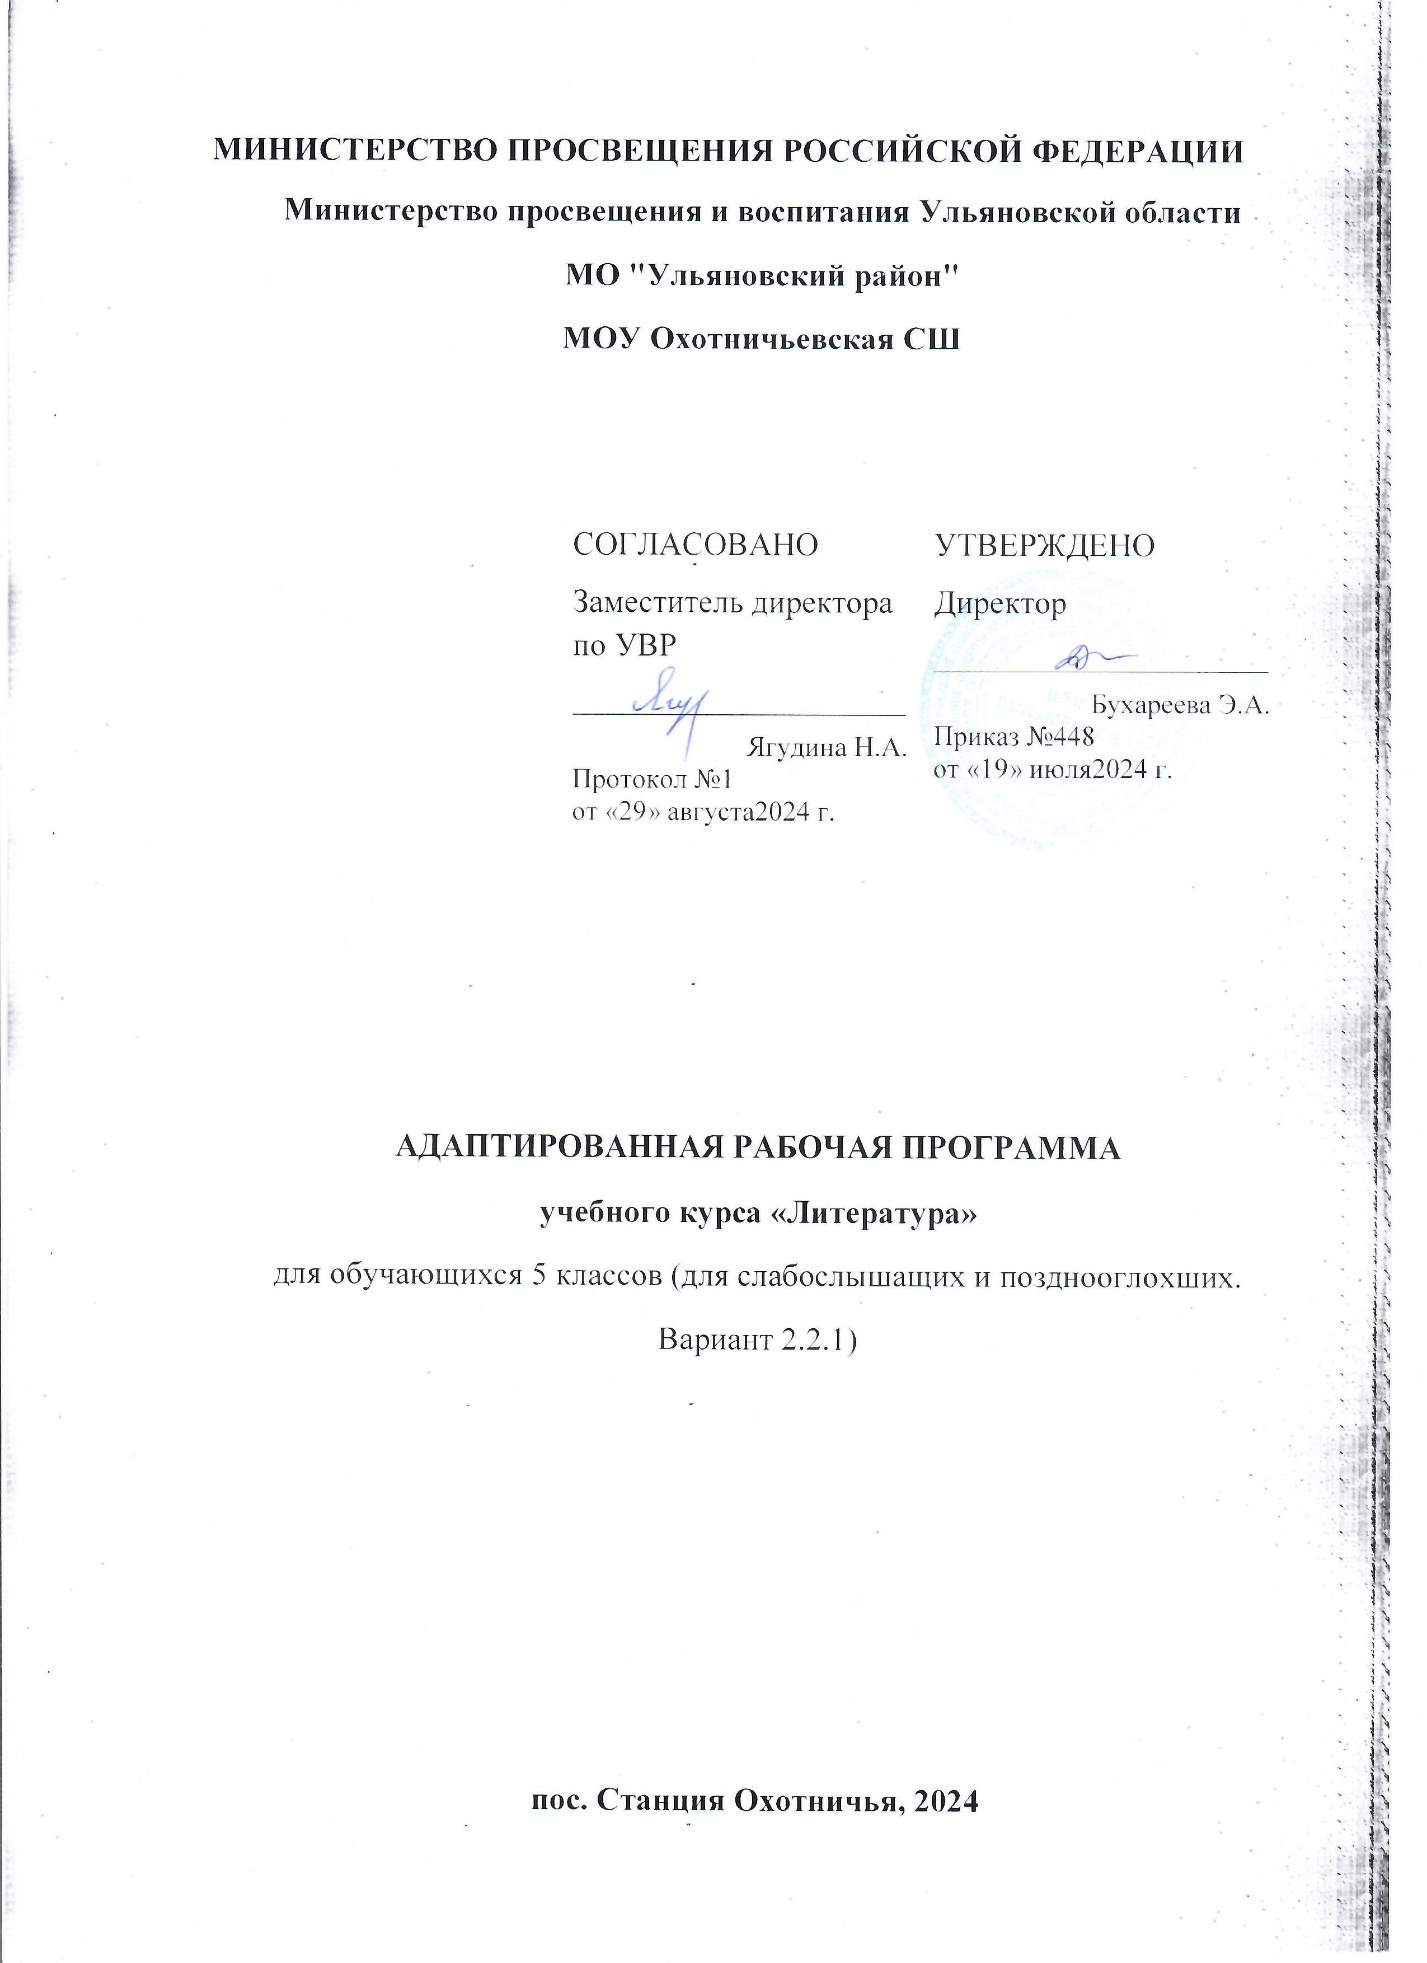 МИНИСТЕРСТВО ПРОСВЕЩЕНИЯ РОССИЙСКОЙ ФЕДЕРАЦИИ
Министерство просвещения и воспитания Ульяновской области
МО "Ульяновский район"
МОУ Охотничьевская СШ
СОГЛАСОВАНО
Заместитель директора
по УВР
Ягудина Н.А.
Протокол №1
от «29» августа2024 г.
УТВЕРЖДЕНО
Директор
Бухареева Э.А.
Приказ №448
от «19» июля2024 г.
АДАПТИРОВАННАЯ РАБОЧАЯ ПРОГРАММА
учебного курса «Литература»
для обучающихся 5 классов (для слабослышащих и позднооглохших.
Вариант 2.2.1)
пос. Станция Охотничья, 2024